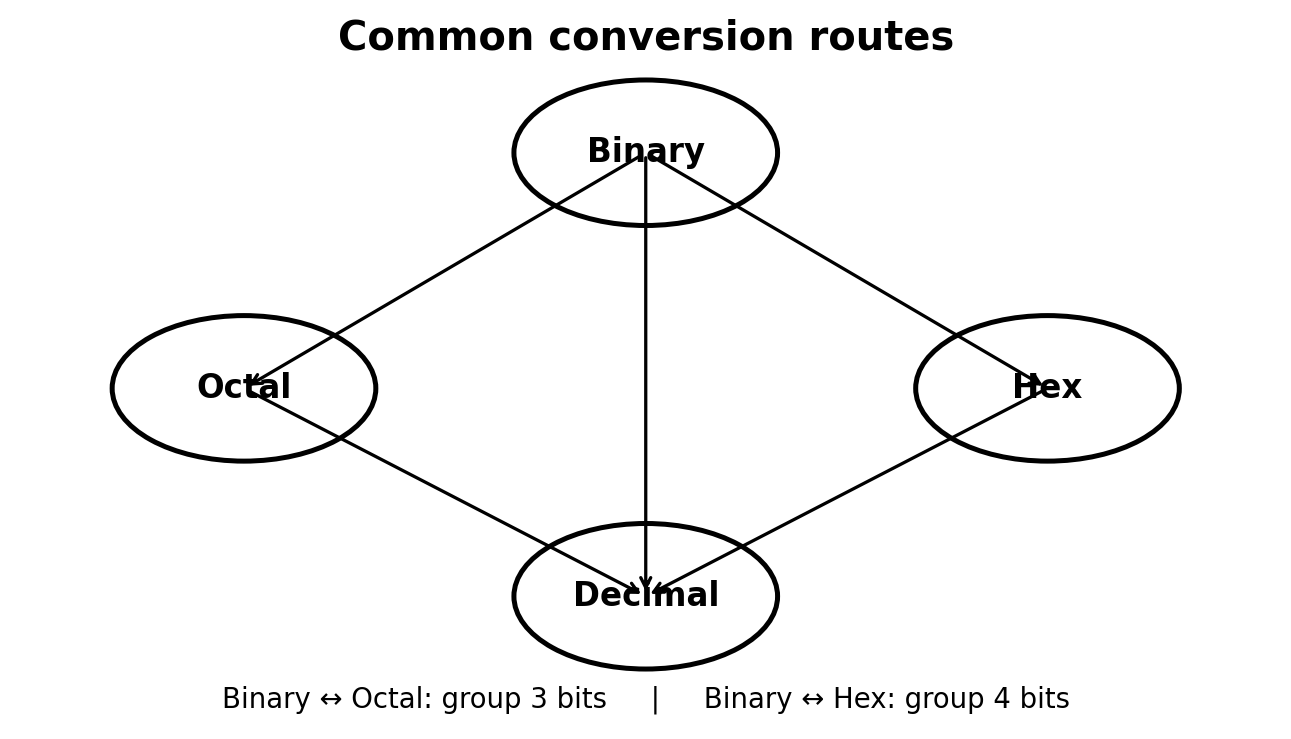 Common conversion routes
Binary
Octal
Hex
Decimal
Binary ↔ Octal: group 3 bits | Binary ↔ Hex: group 4 bits